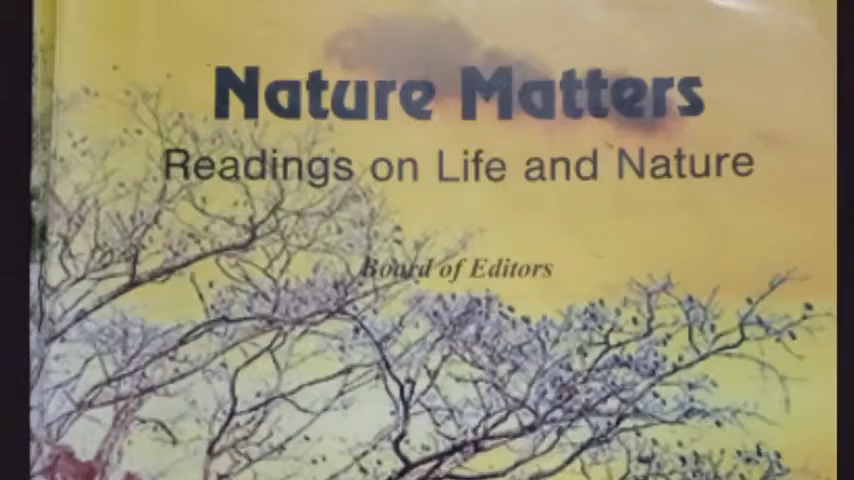 Nature Matters
Readings on Life and Nature
Board of Editors